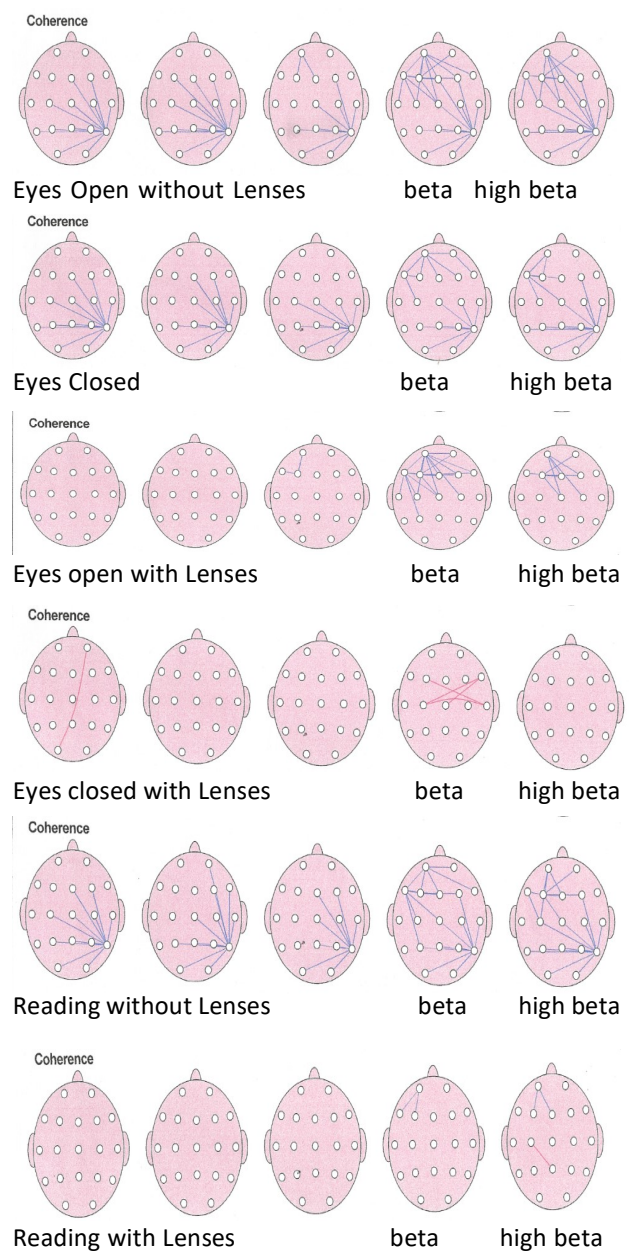 Coherence
Eyes Open without Lenses beta high beta
Coherence
Eyes Closed beta high beta
Coherence
Eyes open with Lenses beta high beta
Coherence
Eyes closed with Lenses beta high beta
Coherence
Reading without Lenses beta high beta
Coherence
Reading with Lenses beta high beta